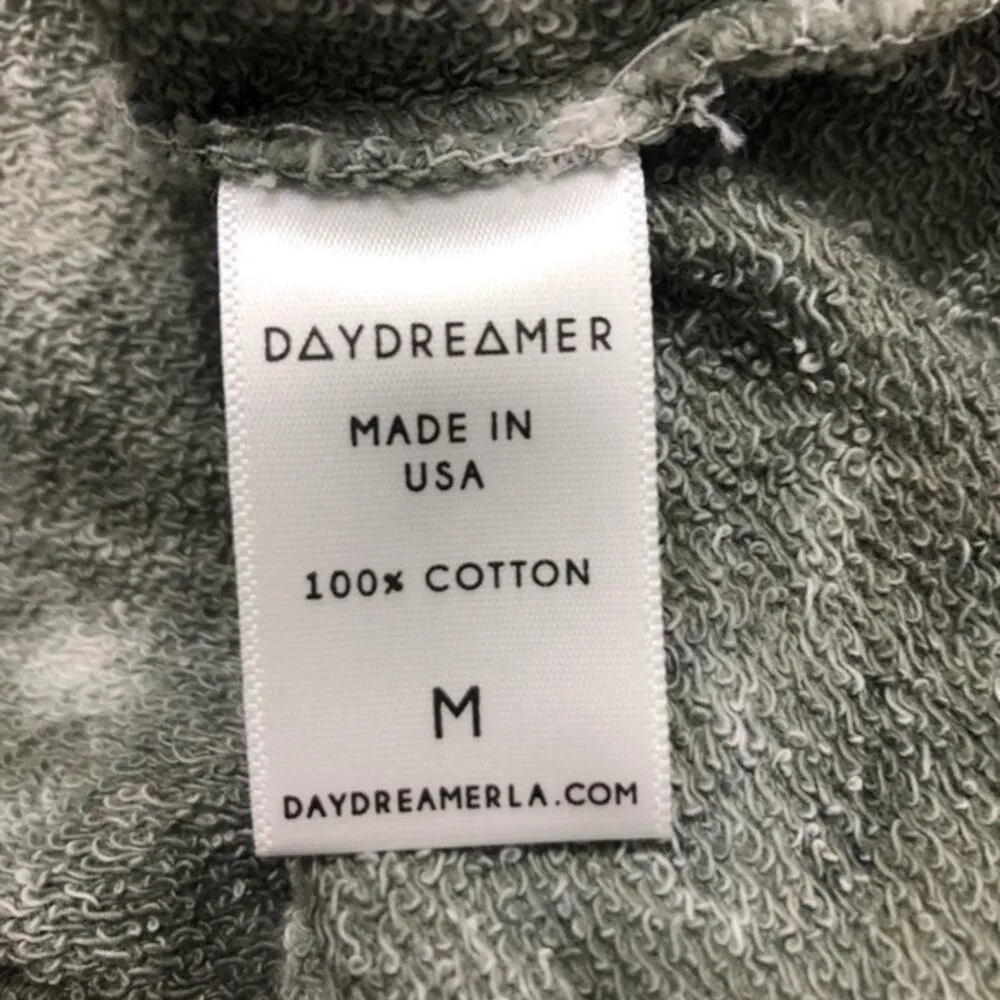 DAYDREAMER
MADE IN
USA
100% COTTON
M
DAYDREAMERLA.COM